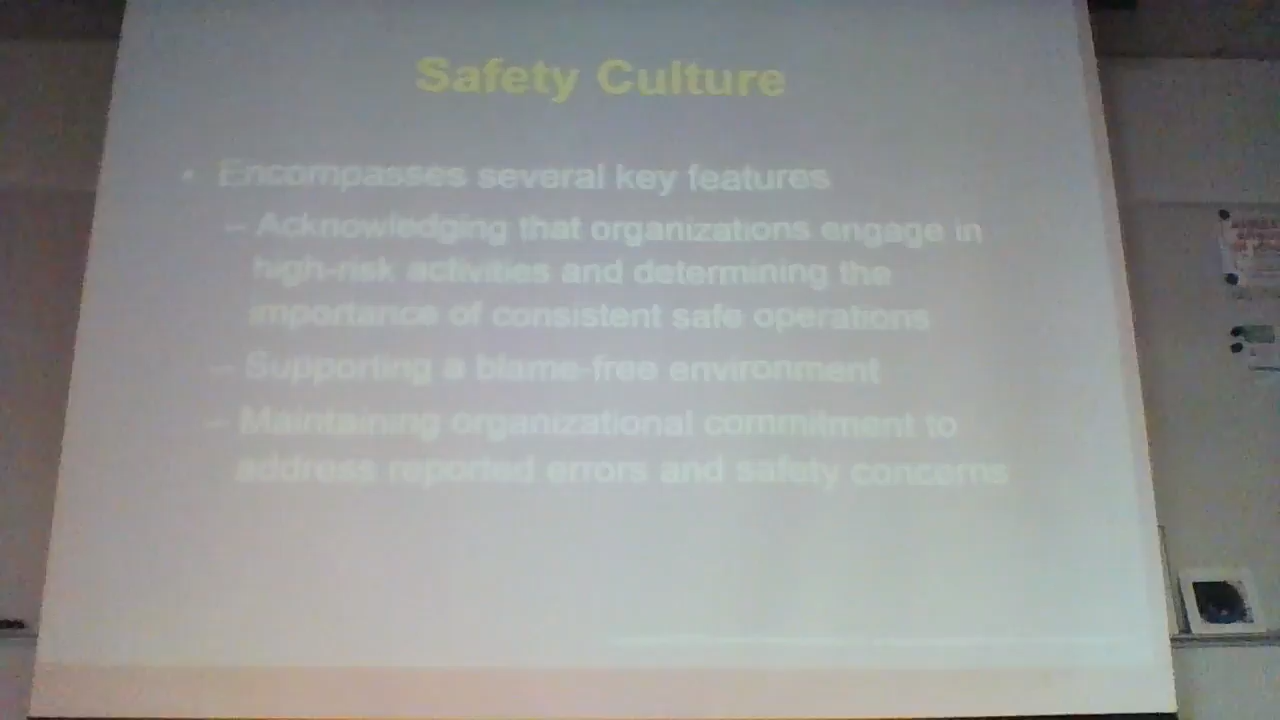 Safety Culture
• Encompasses several key features
– Acknowledging that organizations engage in
high-risk activities and determining the
importance of consistent safe operations
– Supporting a blame-free environment
– Maintaining organizational commitment to
address reported errors and safety concerns